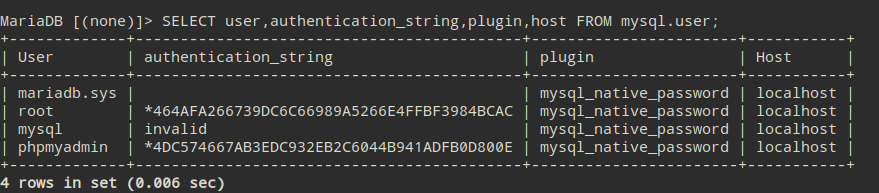 MariaDB [(none)]> SELECT user,authentication_string,plugin,host FROM mysql.user;
+-------------+-------------------------------------------+-----------------------+-----------+
| User        | authentication_string                     | plugin                | Host      |
+-------------+-------------------------------------------+-----------------------+-----------+
| mariadb.sys |                                           | mysql_native_password | localhost |
| root        | *464AFA266739DC6C66989A5266E4FFBF3984BCAC | mysql_native_password | localhost |
| mysql       | invalid                                   | mysql_native_password | localhost |
| phpmyadmin  | *4DC574667AB3EDC932EB2C6044B941ADFB0D800E | mysql_native_password | localhost |
+-------------+-------------------------------------------+-----------------------+-----------+
4 rows in set (0.006 sec)